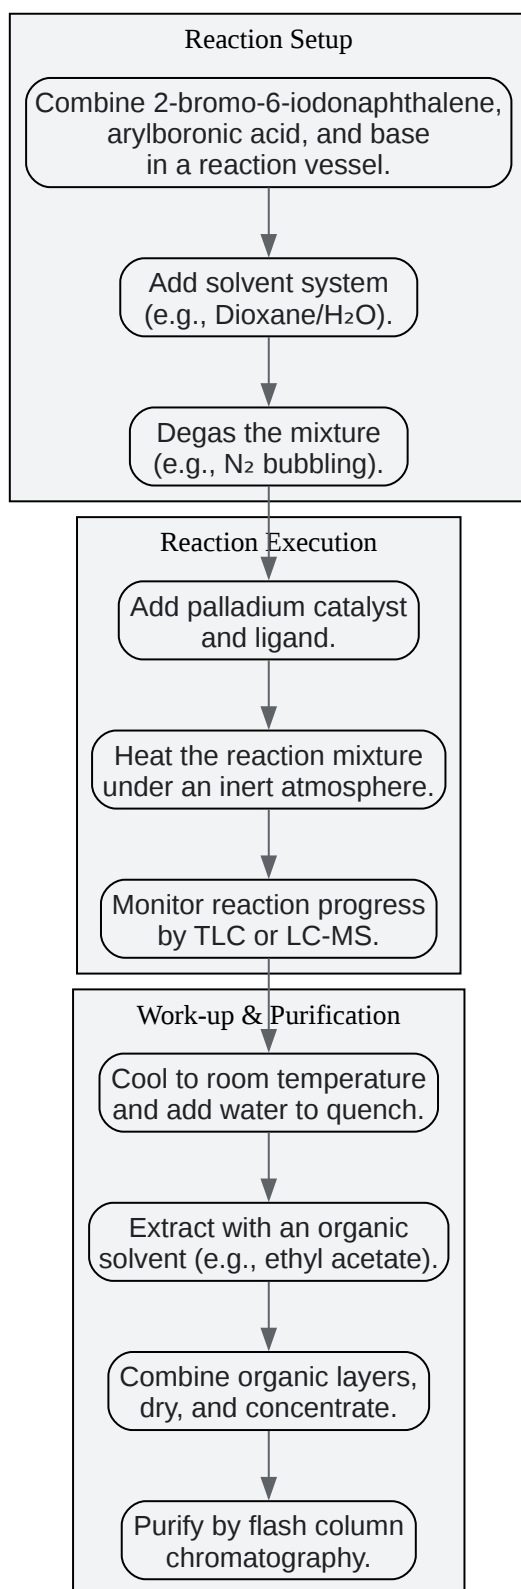 Reaction Setup
Combine 2-bromo-6-iodonaphthalene,
arylboronic acid, and base
in a reaction vessel.
Add solvent system
(e.g., Dioxane/H₂O).
Degas the mixture
(e.g., N₂ bubbling).
Reaction Execution
Add palladium catalyst
and ligand.
Heat the reaction mixture
under an inert atmosphere.
Monitor reaction progress
by TLC or LC-MS.
Work-up & Purification
Cool to room temperature
and add water to quench.
Extract with an organic
solvent (e.g., ethyl acetate).
Combine organic layers,
dry, and concentrate.
Purify by flash column
chromatography.